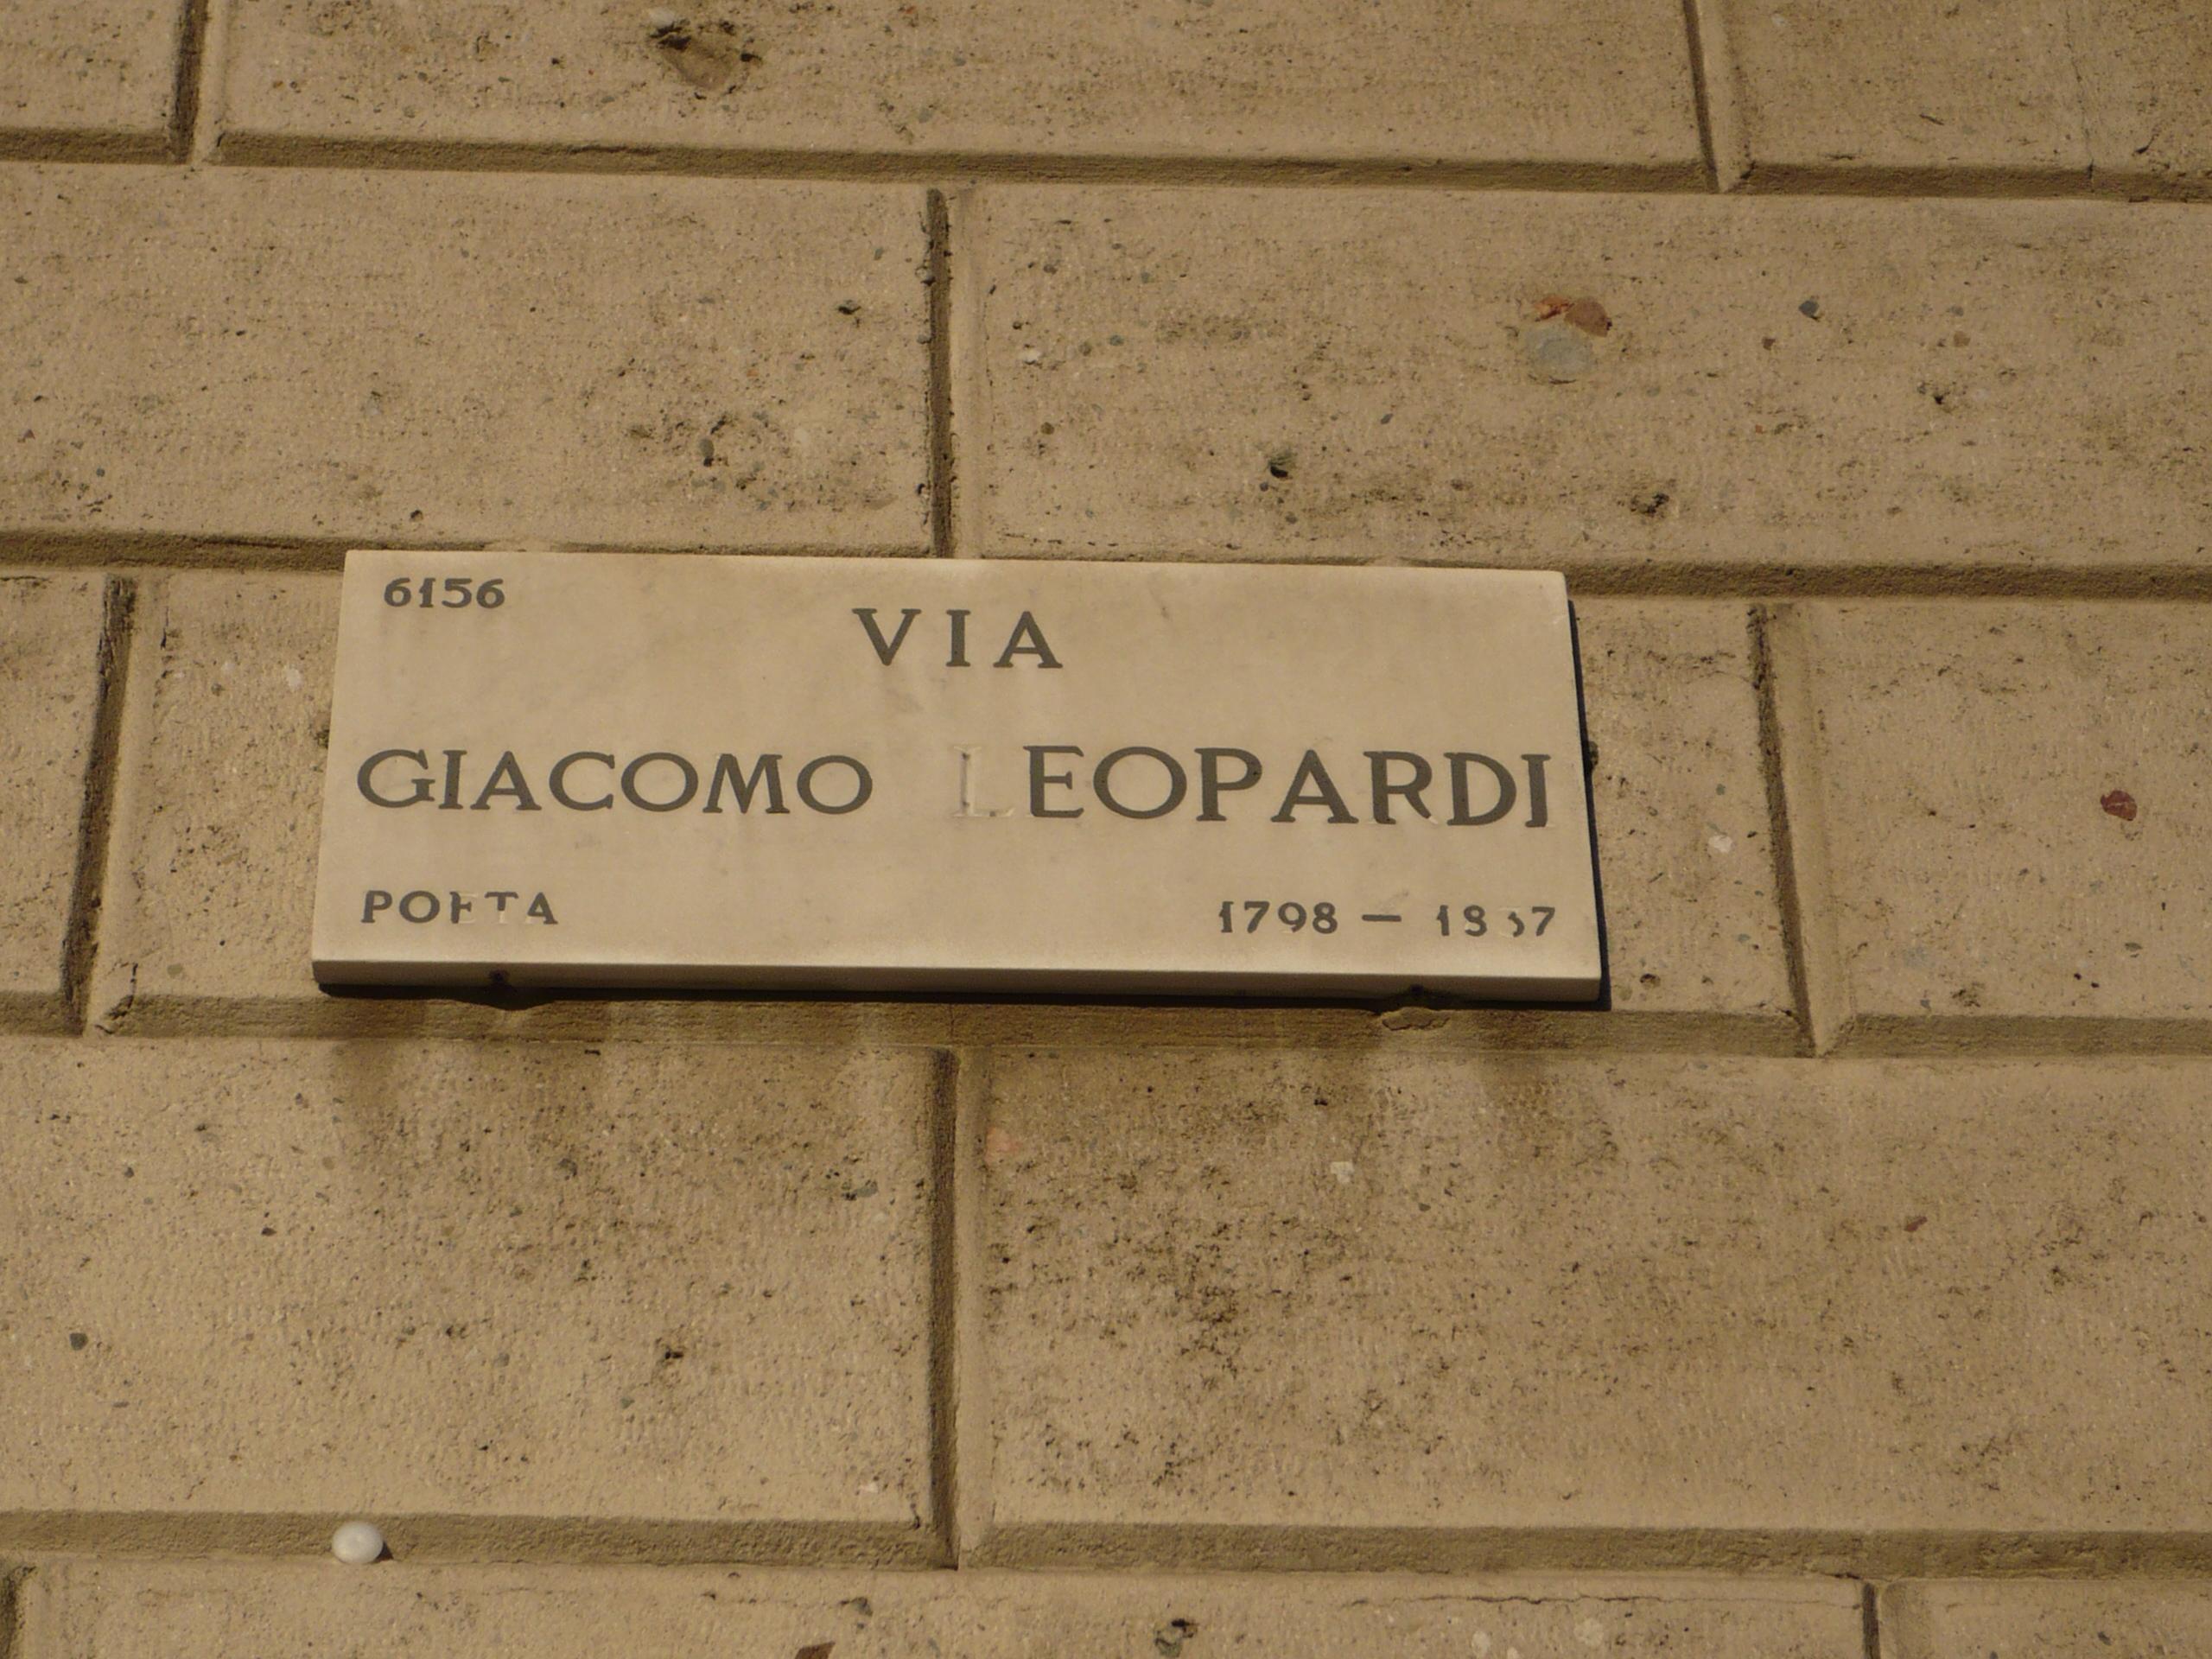 6156
VIA
GIACOMO LEOPARDI
POETA 1798 — 1837